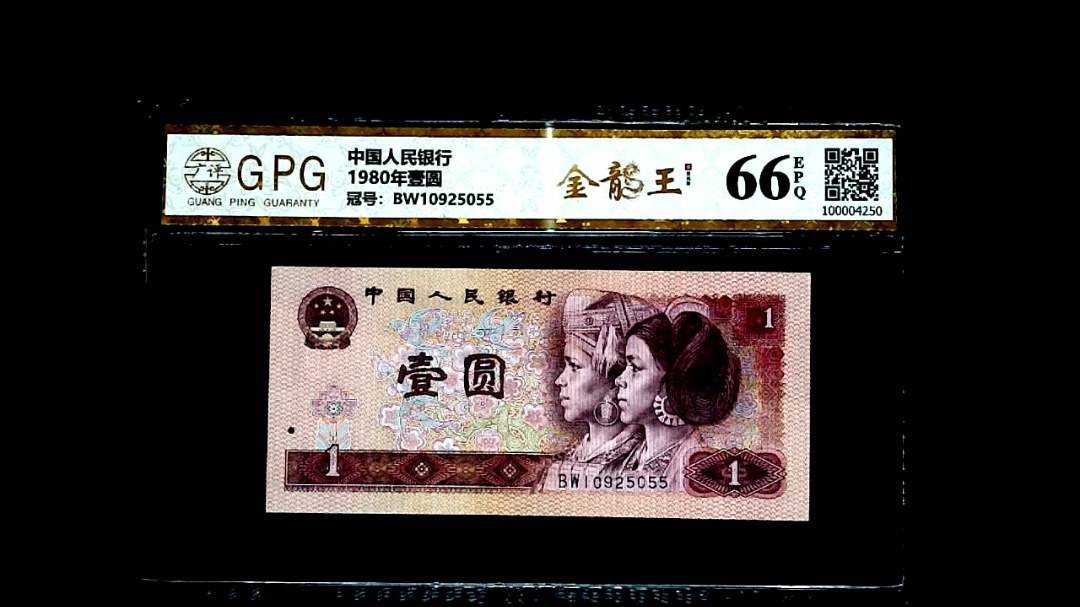 广评 GPG
GUANG PING GUARANTY
中国人民银行
1980年壹圆
冠号: BW10925055
金龍王
66 EPQ
100004250
中國人民银行
1
壹圆
1
BW10925055
1